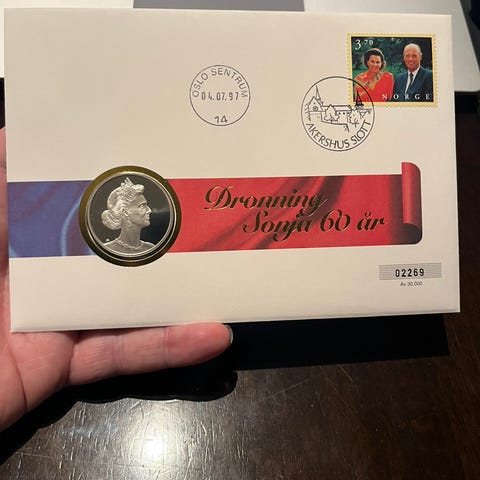 OSLO SENTRUM
04.07.97
14
AKERSHUS SLOTT
3.70
NORGE
Dronning
Sonja 60 år
02269
Av 30.000